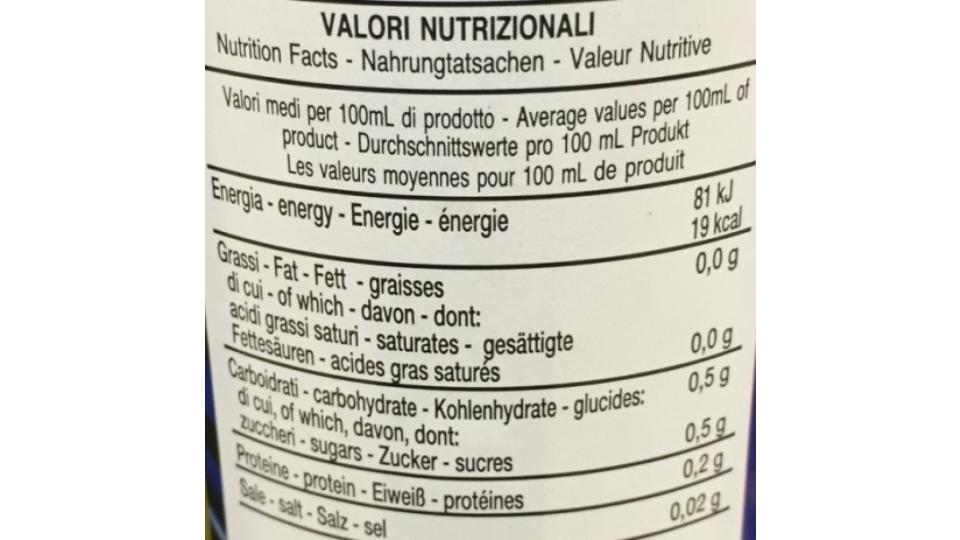 VALORI NUTRIZIONALI
Nutrition Facts - Nahrungtatsachen - Valeur Nutritive
Valori medi per 100mL di prodotto - Average values per 100mL of
product - Durchschnittswerte pro 100 mL Produkt
Les valeurs moyennes pour 100 mL de produit
Energia - energy - Energie - énergie 81 kJ
19 kcal
Grassi - Fat - Fett - graisses 0,0 g
di cui - of which - davon - dont:
acidi grassi saturi - saturates - gesättigte
Fettesäuren - acides gras saturés 0,0 g
Carboidrati - carbohydrate - Kohlenhydrate - glucides: 0,5 g
di cui, of which, davon, dont:
zuccheri - sugars - Zucker - sucres 0,5 g
Proteine - protein - Eiweiß - protéines 0,2 g
Sale - salt - Salz - sel 0,02 g